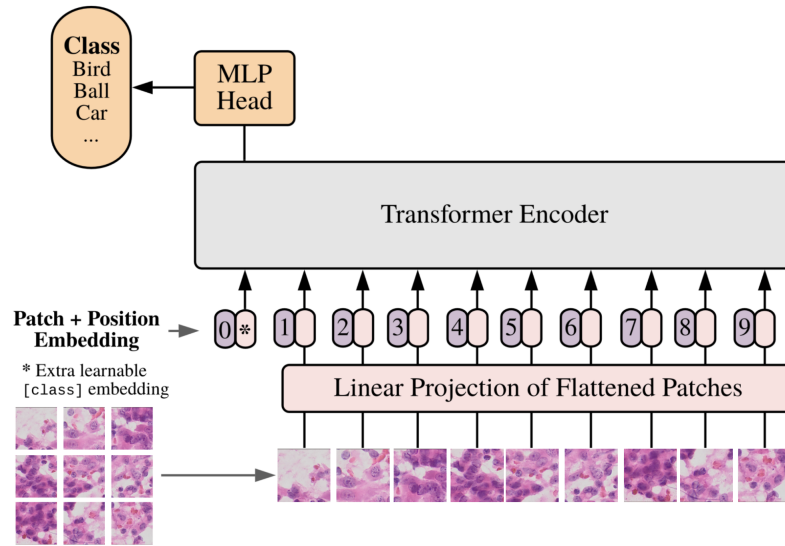 Class
Bird
Ball
Car
...
MLP
Head
Transformer Encoder
Patch + Position
Embedding
0 * 1 2 3 4 5 6 7 8 9
* Extra learnable
[class] embedding
Linear Projection of Flattened Patches